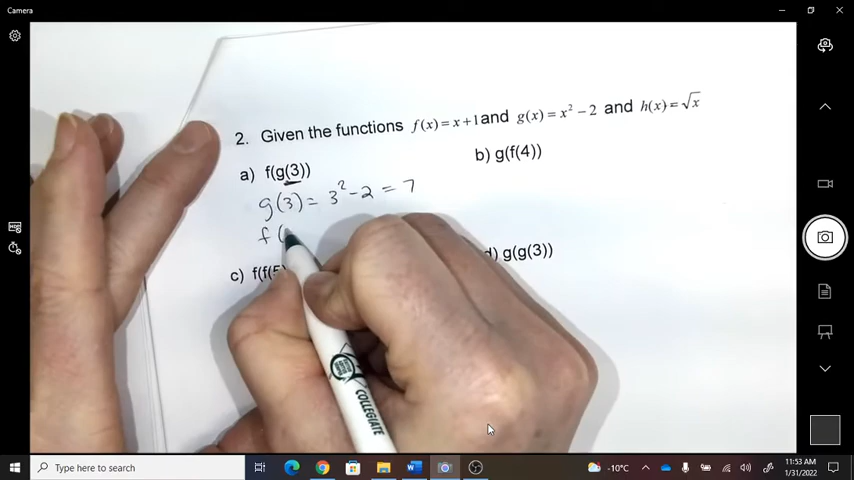 Camera
2. Given the functions f(x) = x+1 and g(x) = x² − 2 and h(x) = √x
a) f(g(3))
b) g(f(4))
g(3) = 3² − 2 = 7
f (
c) f(f(5
d) g(g(3))
COLLEGIATE
Type here to search
-10°C
11:53 AM
1/31/2022